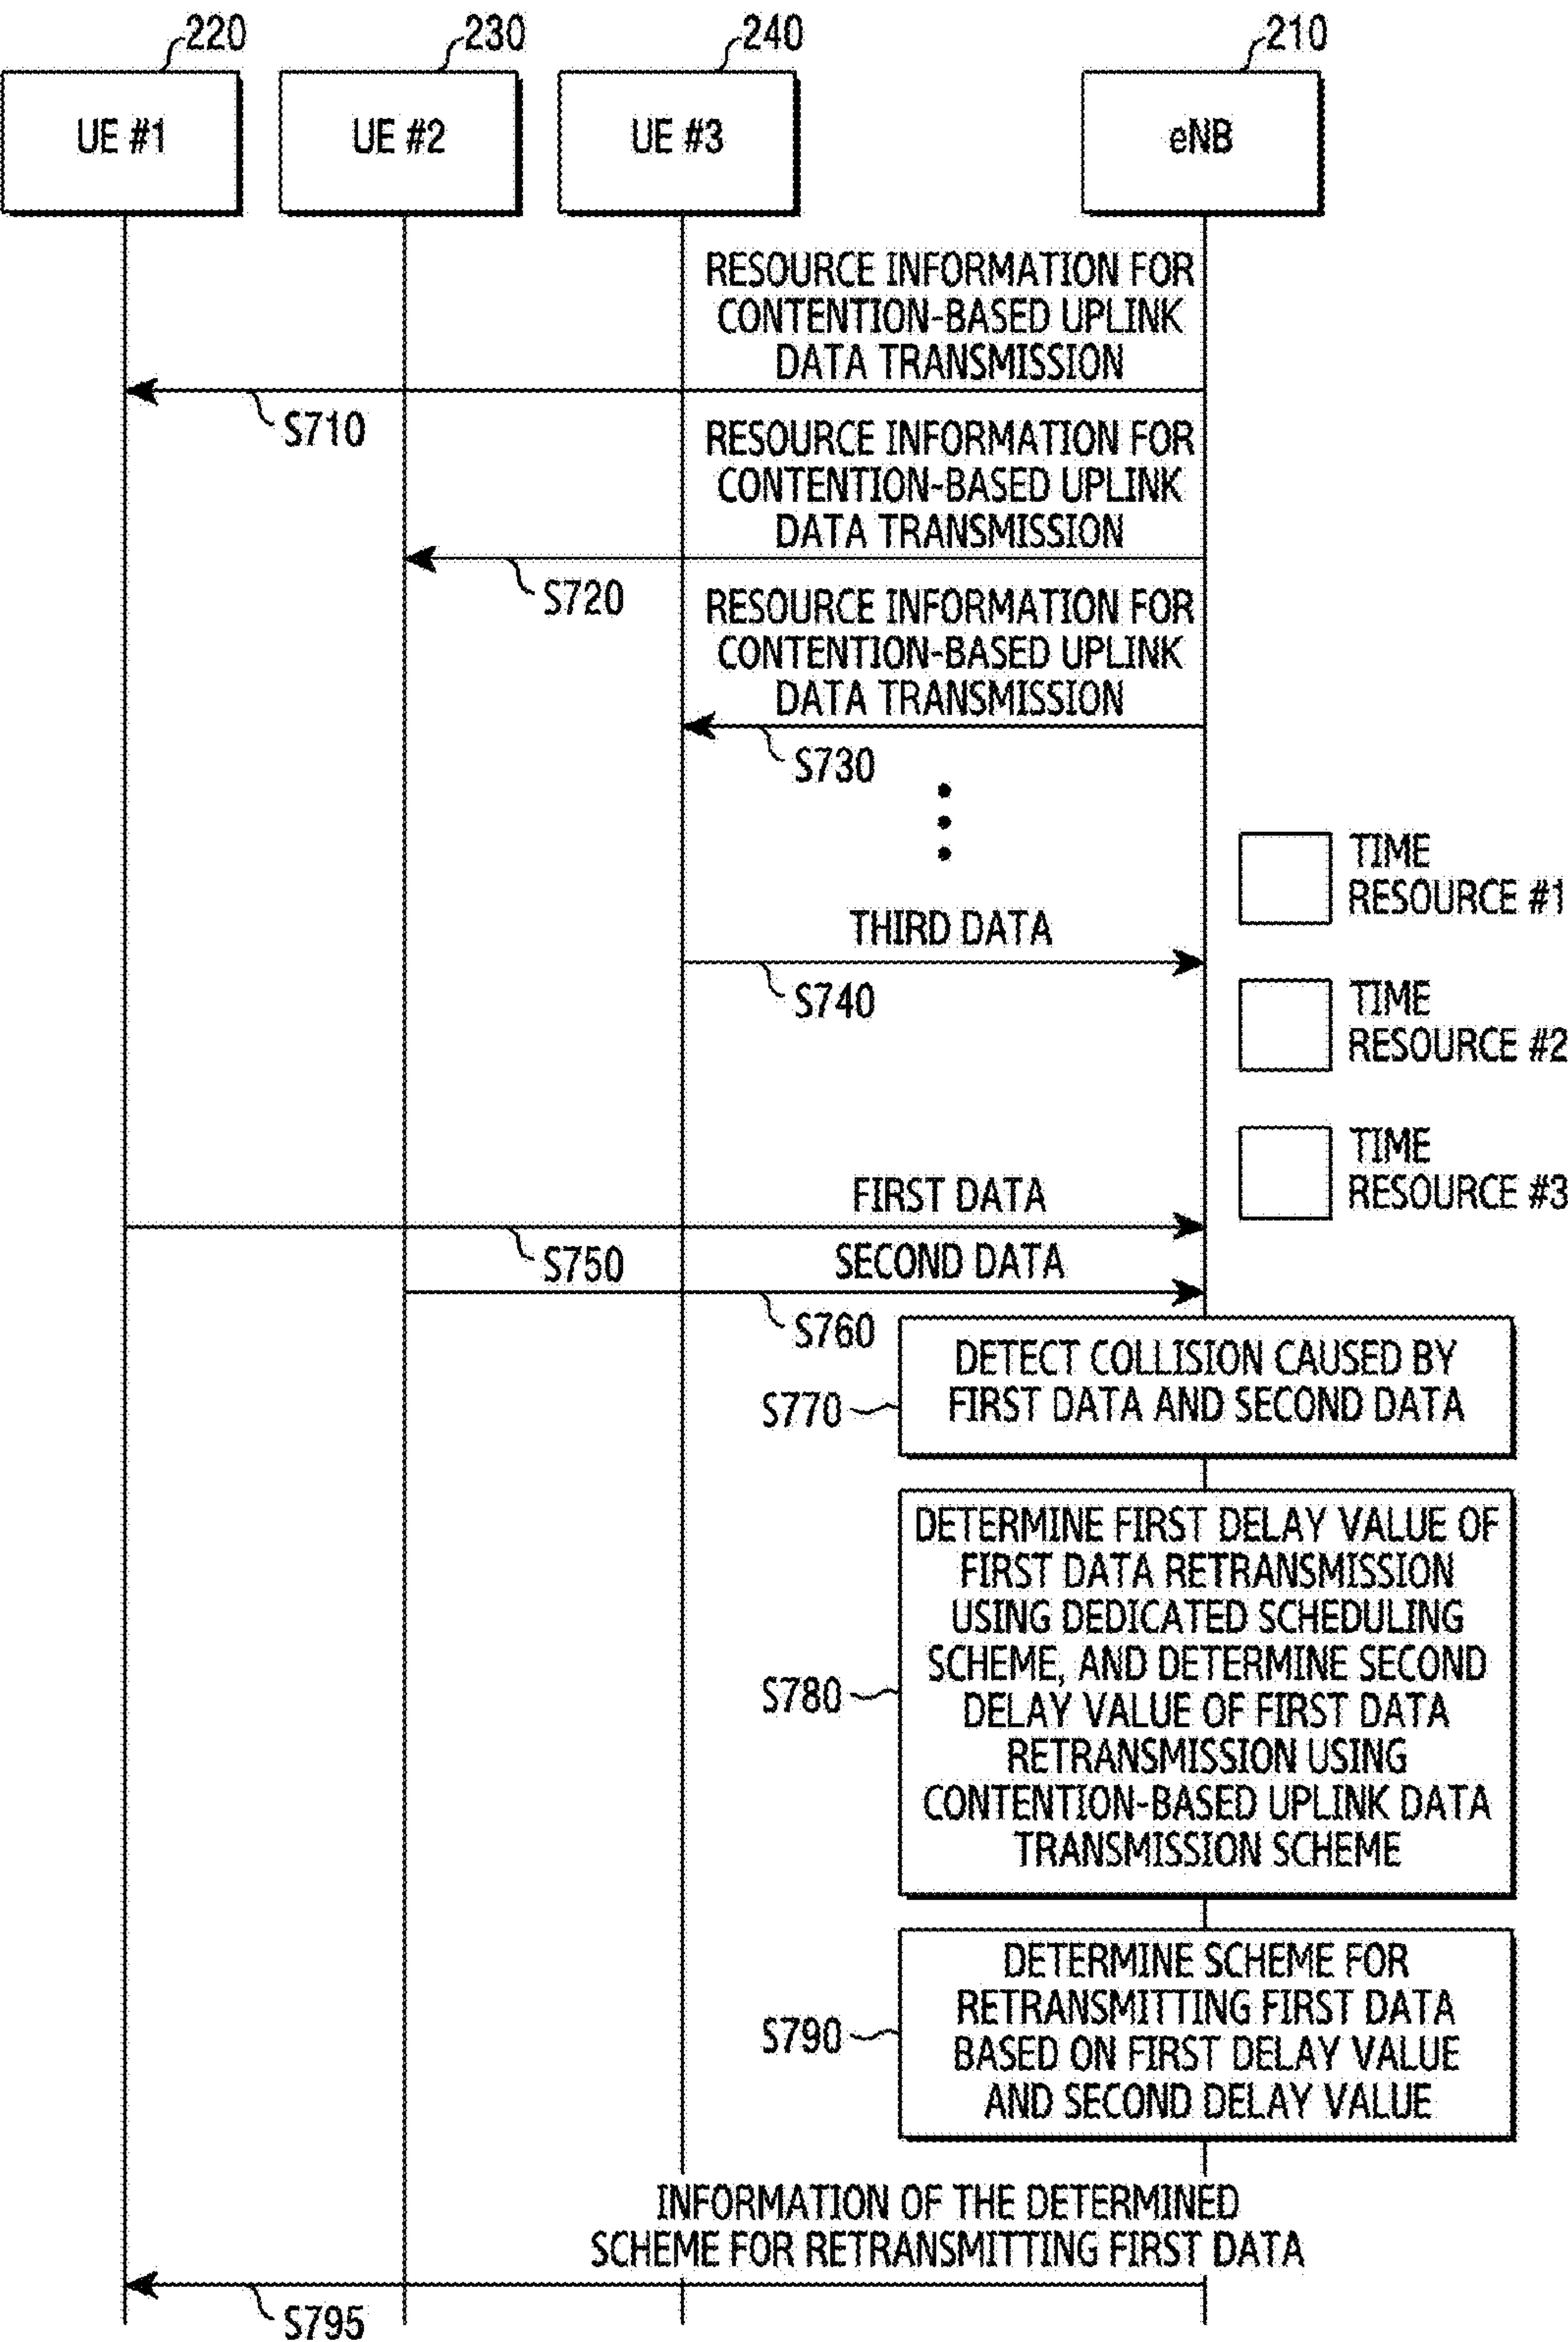 220
230
240
210
UE #1
UE #2
UE #3
eNB
RESOURCE INFORMATION FOR
CONTENTION-BASED UPLINK
DATA TRANSMISSION
S710
RESOURCE INFORMATION FOR
CONTENTION-BASED UPLINK
DATA TRANSMISSION
S720
RESOURCE INFORMATION FOR
CONTENTION-BASED UPLINK
DATA TRANSMISSION
S730
TIME
RESOURCE #1
THIRD DATA
S740
TIME
RESOURCE #2
TIME
RESOURCE #3
FIRST DATA
S750
SECOND DATA
S760
DETECT COLLISION CAUSED BY
FIRST DATA AND SECOND DATA
S770
DETERMINE FIRST DELAY VALUE OF
FIRST DATA RETRANSMISSION
USING DEDICATED SCHEDULING
SCHEME, AND DETERMINE SECOND
DELAY VALUE OF FIRST DATA
RETRANSMISSION USING
CONTENTION-BASED UPLINK DATA
TRANSMISSION SCHEME
S780
DETERMINE SCHEME FOR
RETRANSMITTING FIRST DATA
BASED ON FIRST DELAY VALUE
AND SECOND DELAY VALUE
S790
INFORMATION OF THE DETERMINED
SCHEME FOR RETRANSMITTING FIRST DATA
S795